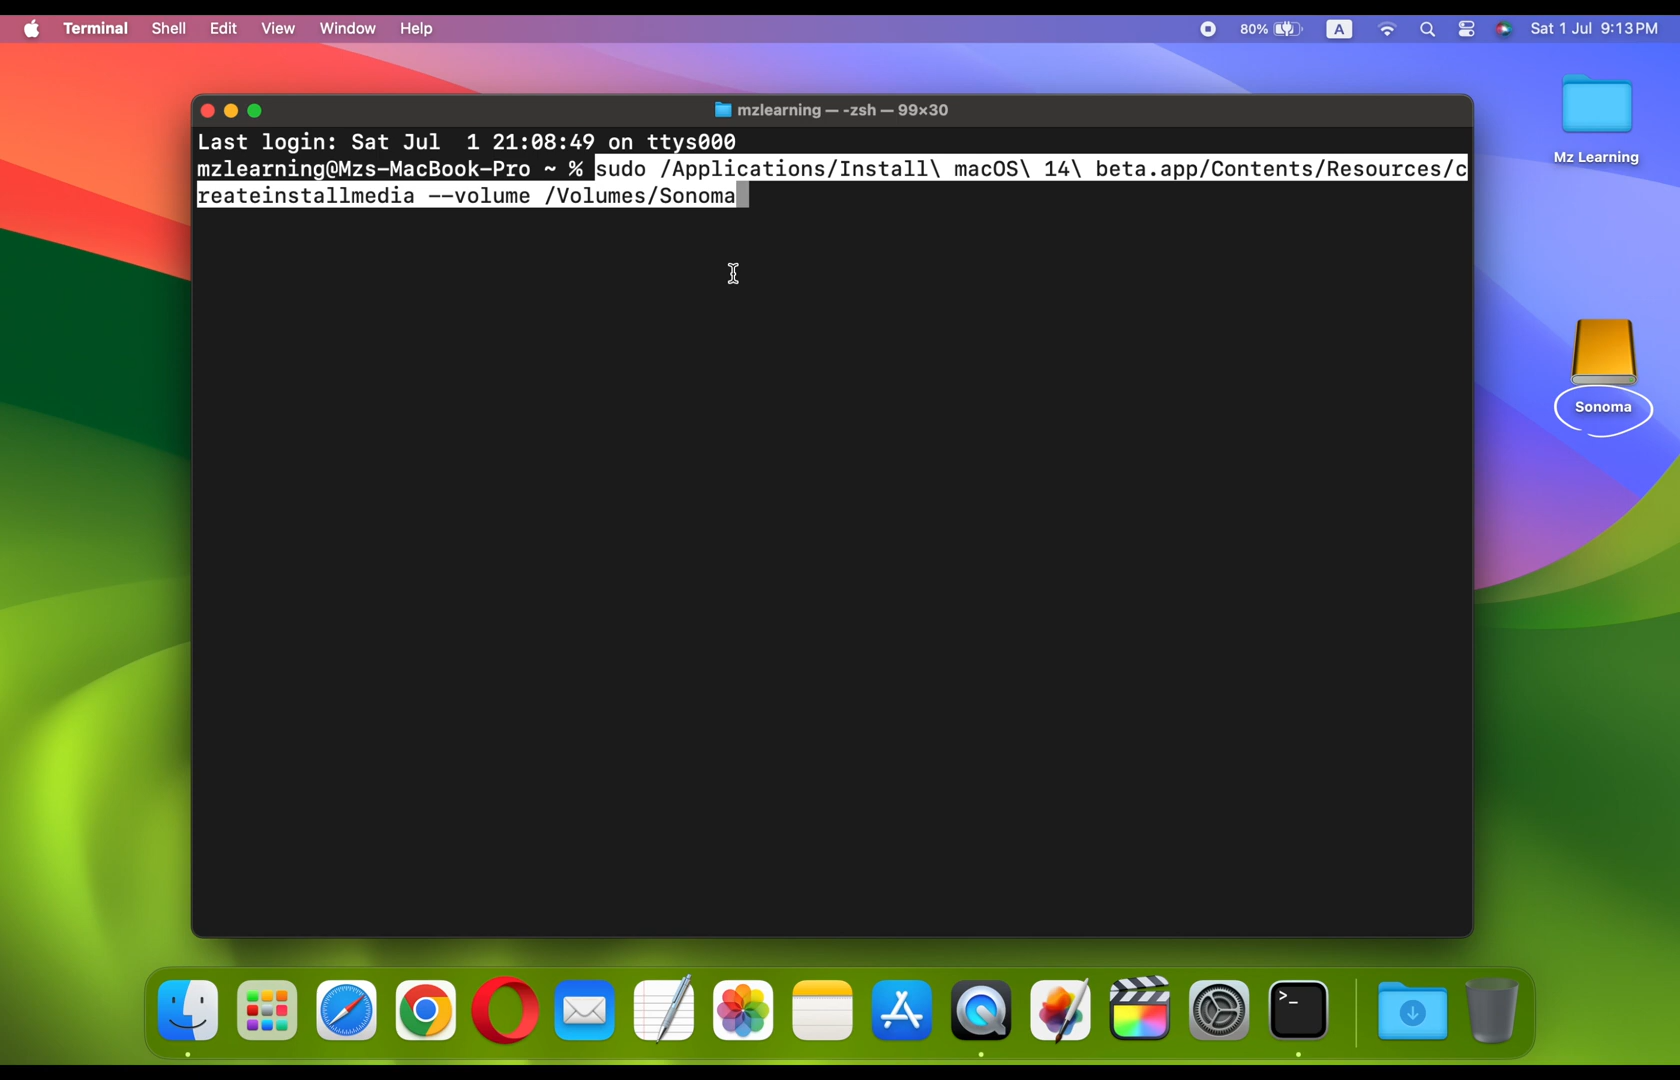 Terminal Shell Edit View Window Help 80% A Sat 1 Jul 9:13 PM
mzlearning — -zsh — 99×30
Last login: Sat Jul  1 21:08:49 on ttys000
mzlearning@Mzs-MacBook-Pro ~ % sudo /Applications/Install\ macOS\ 14\ beta.app/Contents/Resources/c
reateinstallmedia --volume /Volumes/Sonoma
Mz Learning
Sonoma
>_